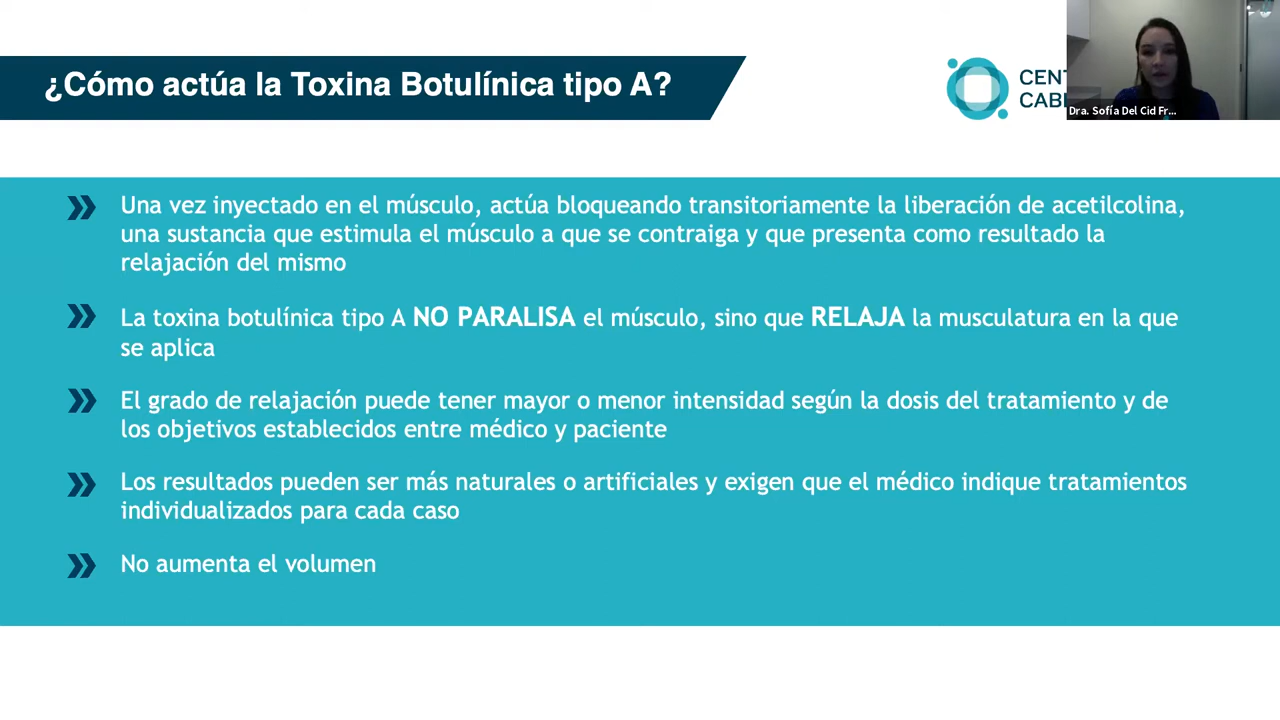 ¿Cómo actúa la Toxina Botulínica tipo A?
Dra. Sofía Del Cid Fr...
Una vez inyectado en el músculo, actúa bloqueando transitoriamente la liberación de acetilcolina,
una sustancia que estimula el músculo a que se contraiga y que presenta como resultado la
relajación del mismo
La toxina botulínica tipo A NO PARALISA el músculo, sino que RELAJA la musculatura en la que
se aplica
El grado de relajación puede tener mayor o menor intensidad según la dosis del tratamiento y de
los objetivos establecidos entre médico y paciente
Los resultados pueden ser más naturales o artificiales y exigen que el médico indique tratamientos
individualizados para cada caso
No aumenta el volumen